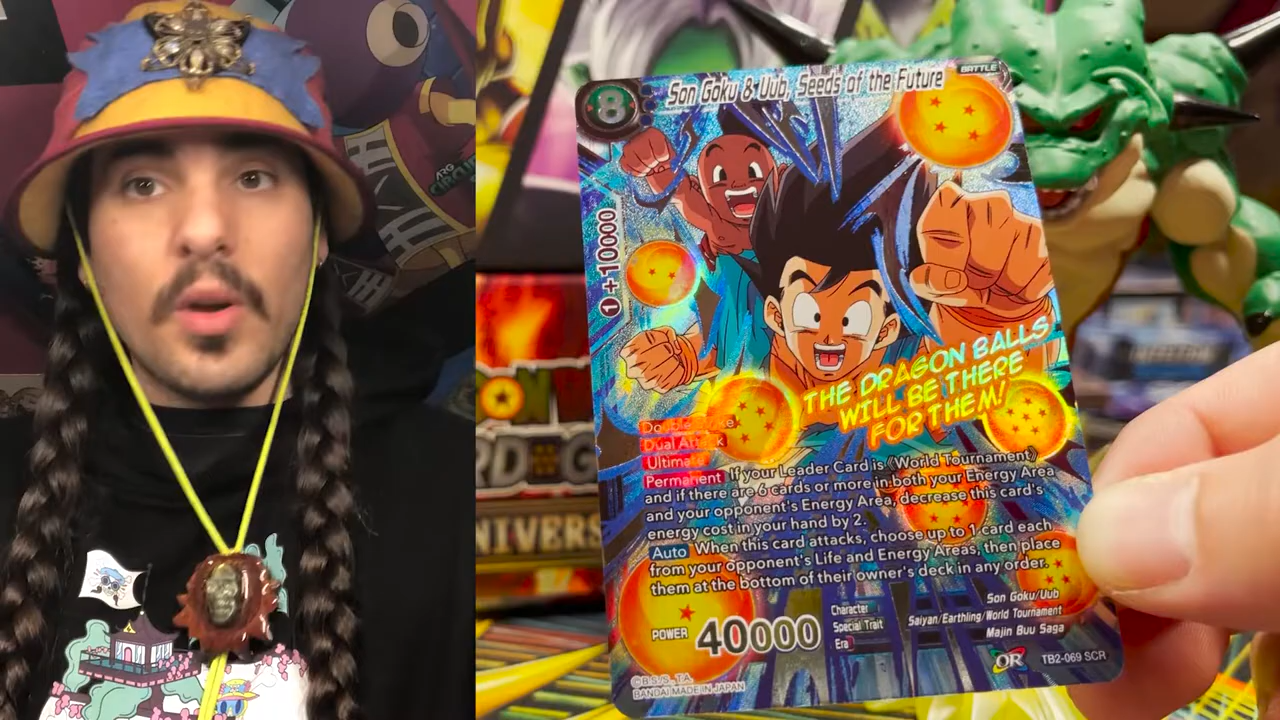 BATTLE
8
Son Goku & Uub, Seeds of the Future
1 +10000
THE DRAGON BALLS
WILL BE THERE
FOR THEM!
Double Strike
Dual Attack
Ultimate
Permanent If your Leader Card is 《World Tournament》
and if there are 6 cards or more in both your Energy Area
and your opponent's Energy Area, decrease this card's
energy cost in your hand by 2.
Auto When this card attacks, choose up to 1 card each
from your opponent's Life and Energy Areas, then place
them at the bottom of their owner's deck in any order.
POWER 40000
Character Son Goku/Uub
Special Trait Saiyan/Earthling/World Tournament
Era Majin Buu Saga
©B.S./S., T.A.
BANDAI MADE IN JAPAN
OR TB2-069 SCR